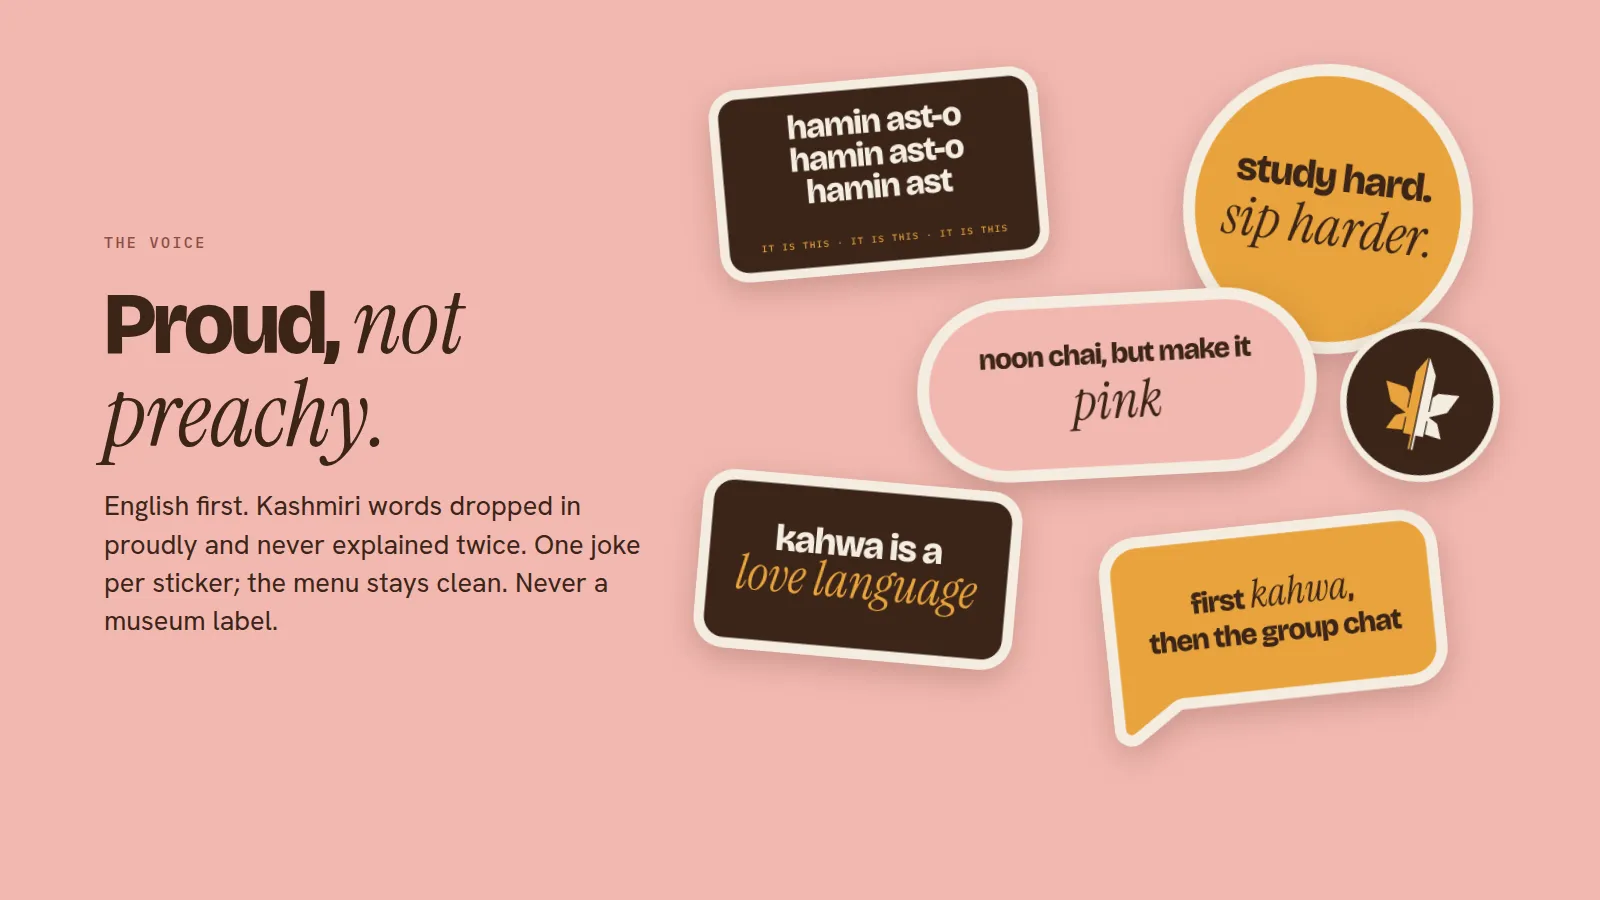 THE VOICE
Proud, not
preachy.
English first. Kashmiri words dropped in
proudly and never explained twice. One joke
per sticker; the menu stays clean. Never a
museum label.
hamin ast-o
hamin ast-o
hamin ast
IT IS THIS · IT IS THIS · IT IS THIS
study hard.
sip harder.
noon chai, but make it
pink
kahwa is a
love language
first kahwa,
then the group chat